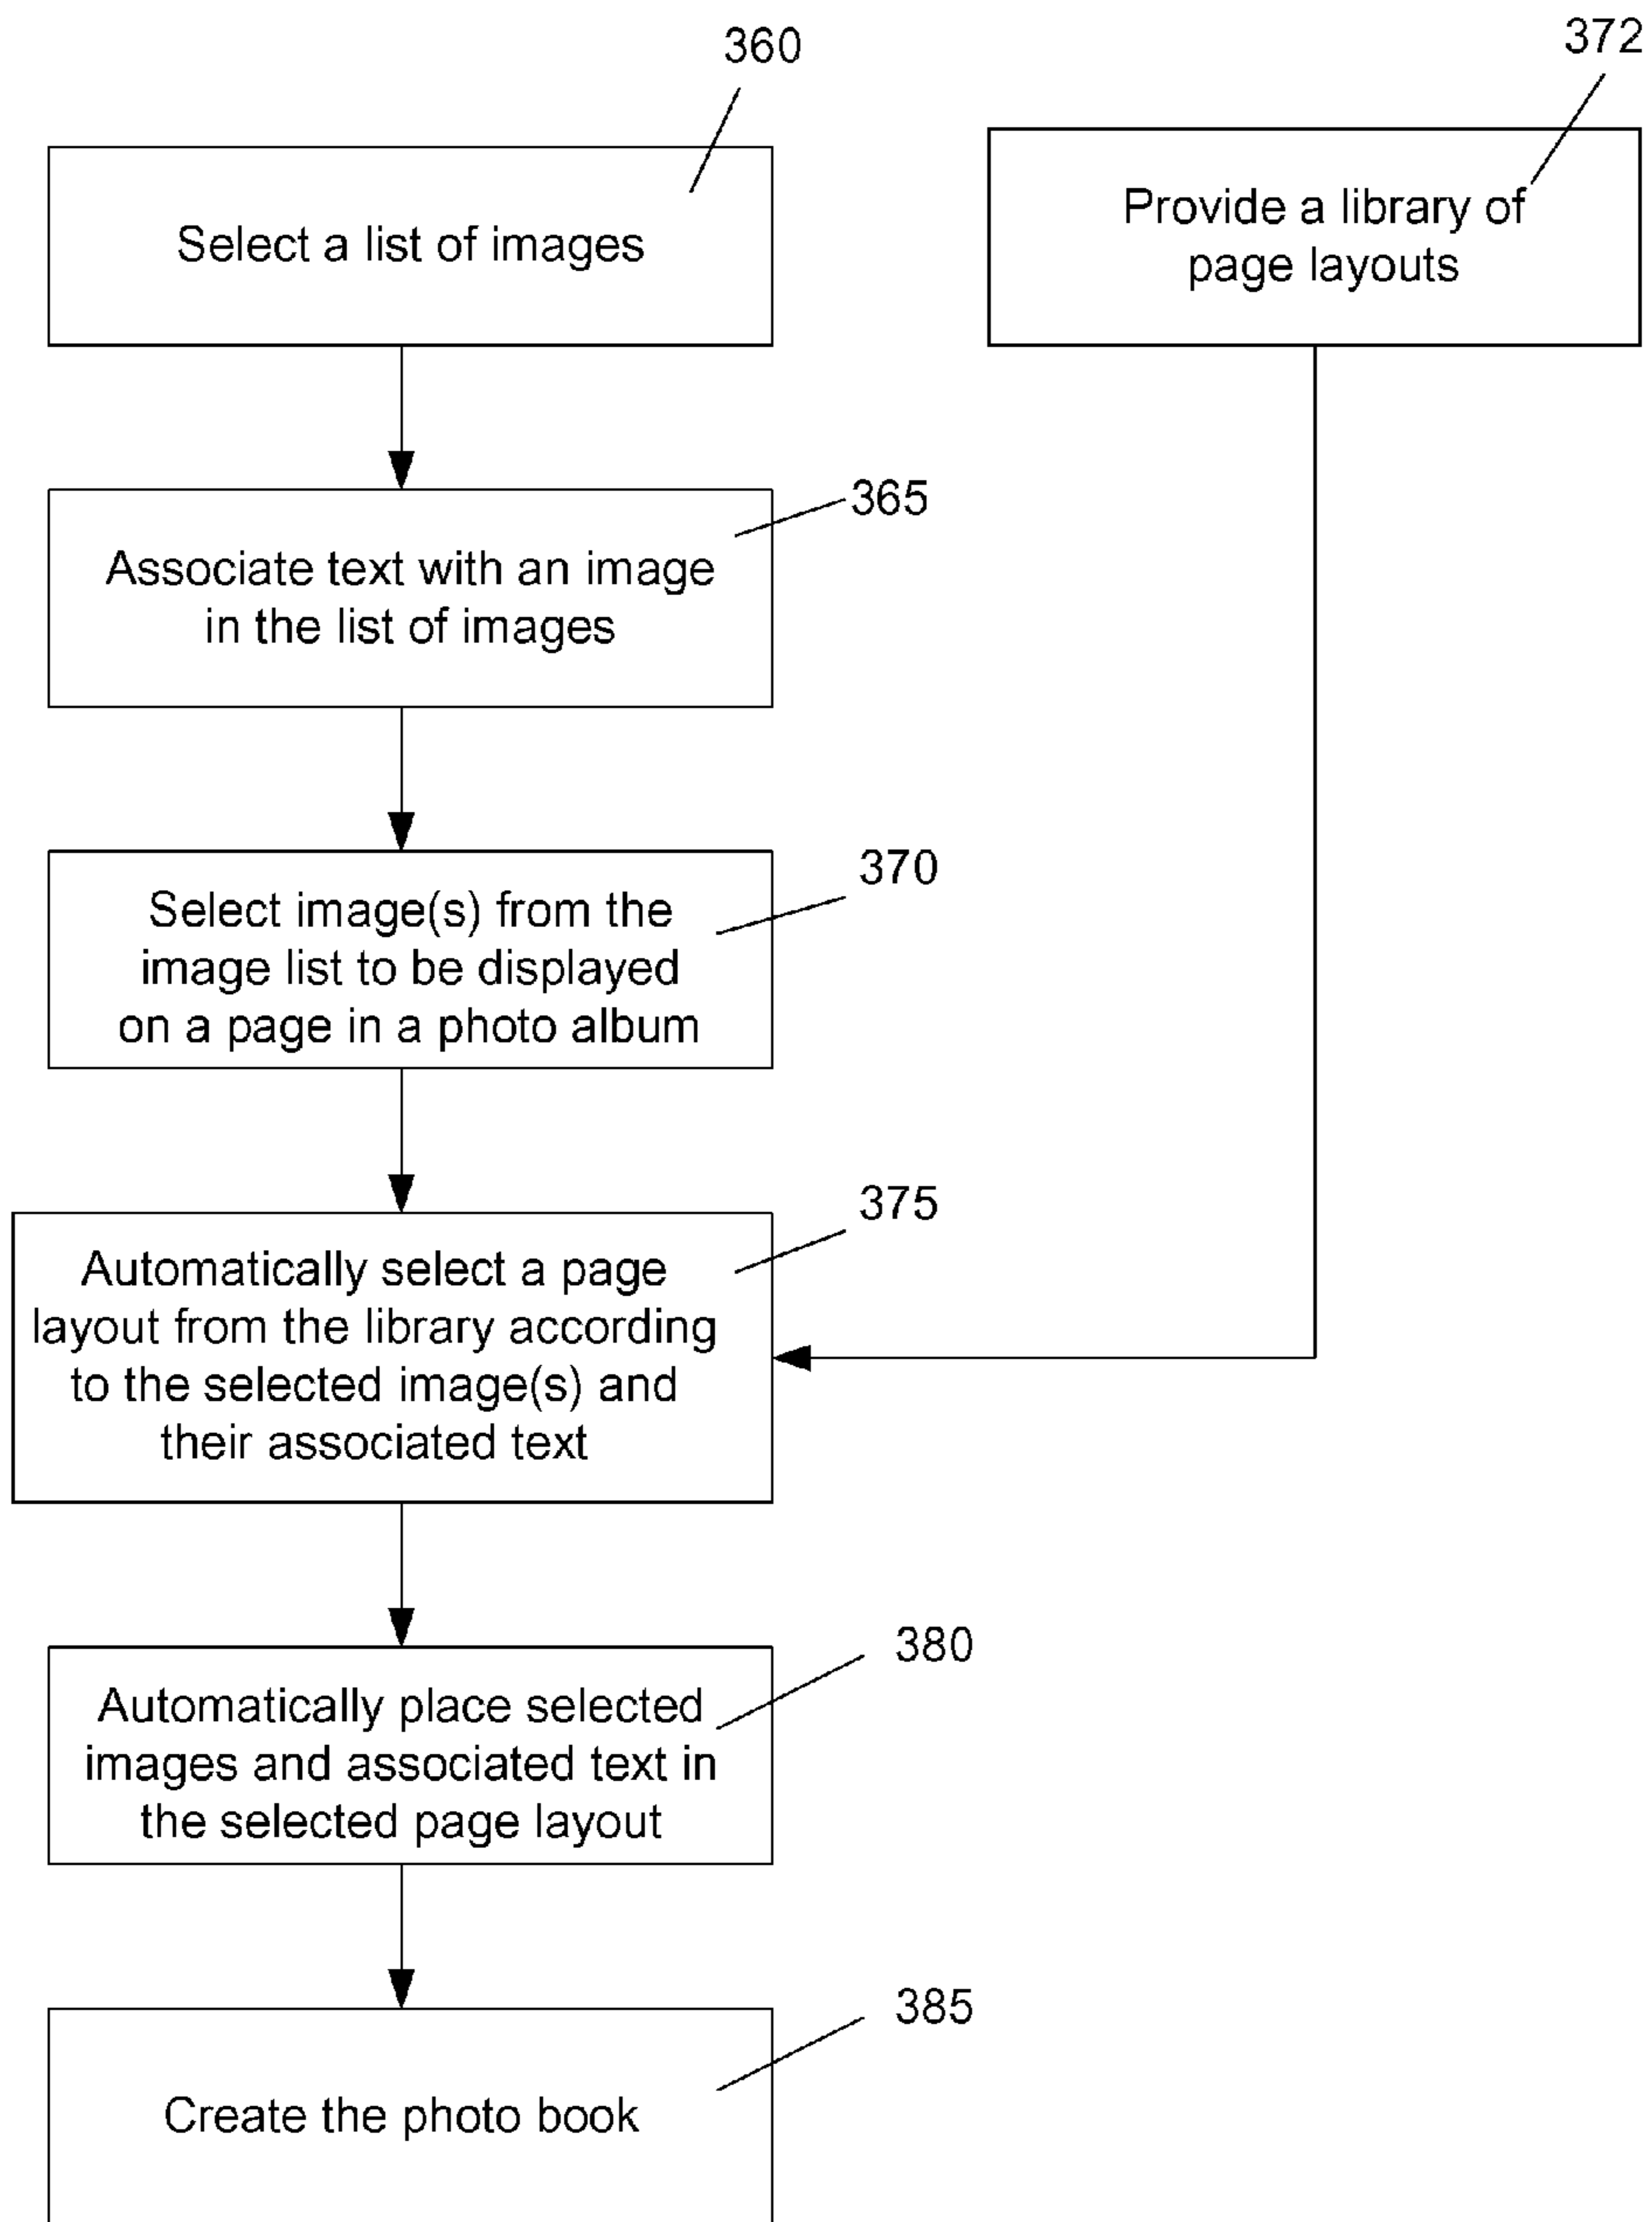 360
372
Select a list of images
Provide a library of
page layouts
365
Associate text with an image
in the list of images
370
Select image(s) from the
image list to be displayed
on a page in a photo album
375
Automatically select a page
layout from the library according
to the selected image(s) and
their associated text
380
Automatically place selected
images and associated text in
the selected page layout
385
Create the photo book